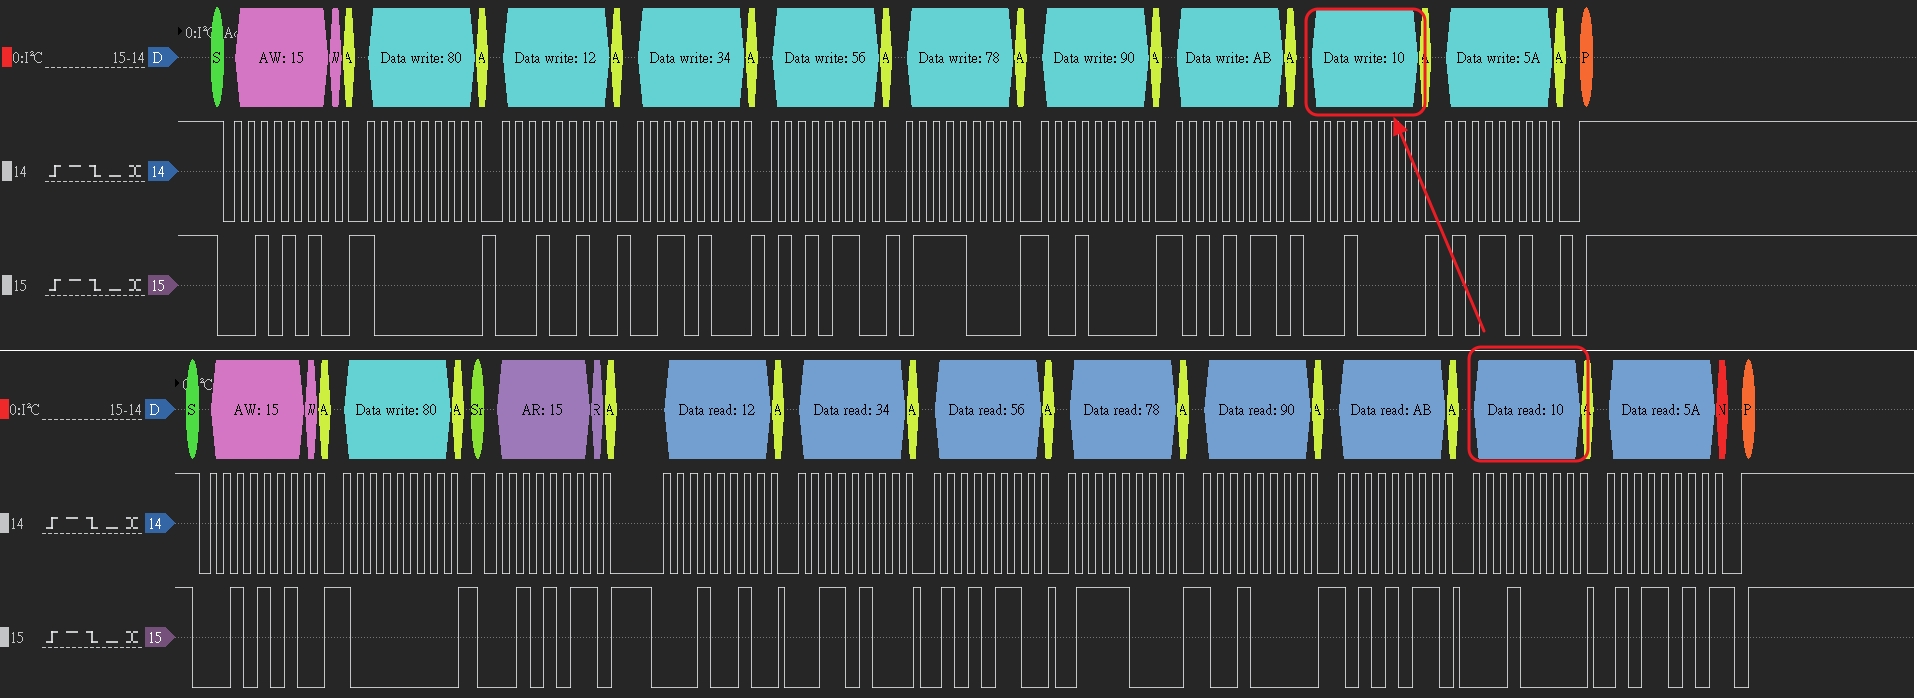 0:I²C Ad
0:I²C 15-14 D S AW: 15 W A Data write: 80 A Data write: 12 A Data write: 34 A Data write: 56 A Data write: 78 A Data write: 90 A Data write: AB A Data write: 10 A Data write: 5A A P
14 14
15 15
0:I²C 15-14 D S AW: 15 W A Data write: 80 A Sr AR: 15 R A Data read: 12 A Data read: 34 A Data read: 56 A Data read: 78 A Data read: 90 A Data read: AB A Data read: 10 A Data read: 5A N P
14 14
15 15